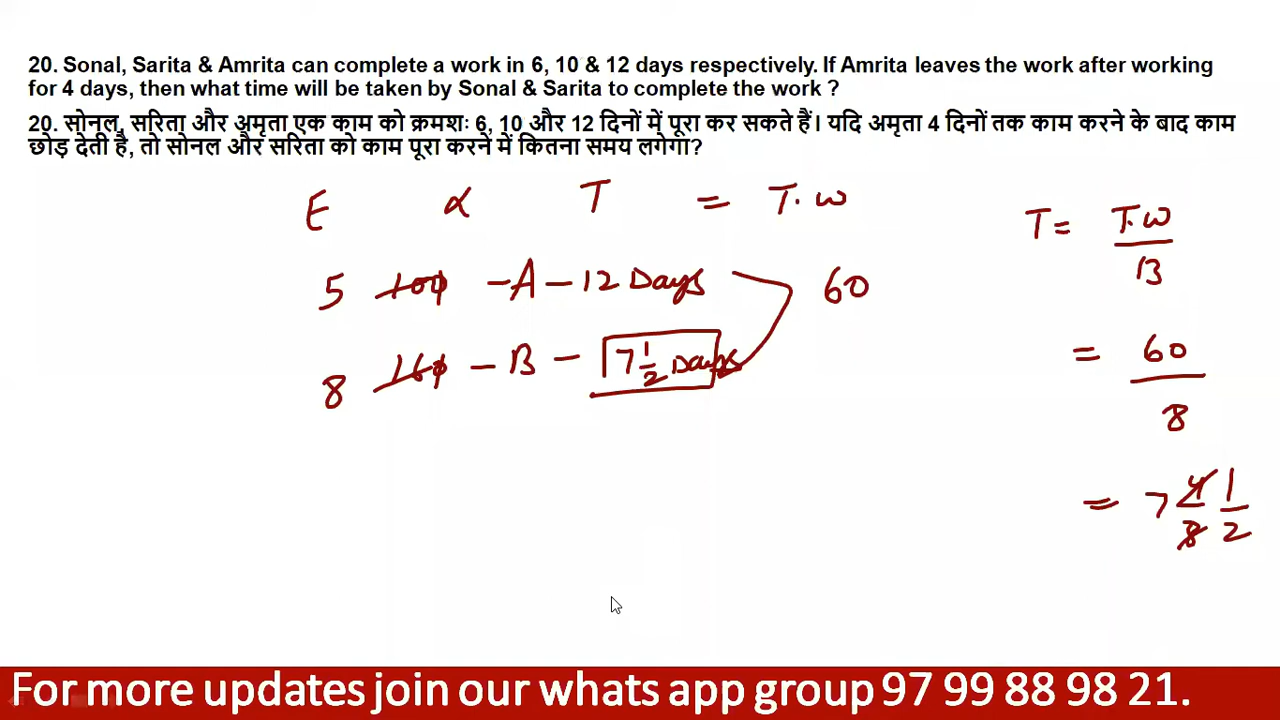 20. Sonal, Sarita & Amrita can complete a work in 6, 10 & 12 days respectively. If Amrita leaves the work after working
for 4 days, then what time will be taken by Sonal & Sarita to complete the work ?
20. सोनल, सरिता और अमृता एक काम को क्रमशः 6, 10 और 12 दिनों में पूरा कर सकते हैं। यदि अमृता 4 दिनों तक काम करने के बाद काम
छोड़ देती है, तो सोनल और सरिता को काम पूरा करने में कितना समय लगेगा?
E ∝ T = T.W
5 100 - A - 12 Days 60
8 160 - B - 7 1/2 Days
T = T.W/B
= 60/8
= 7 4/8 1/2
For more updates join our whats app group 97 99 88 98 21.